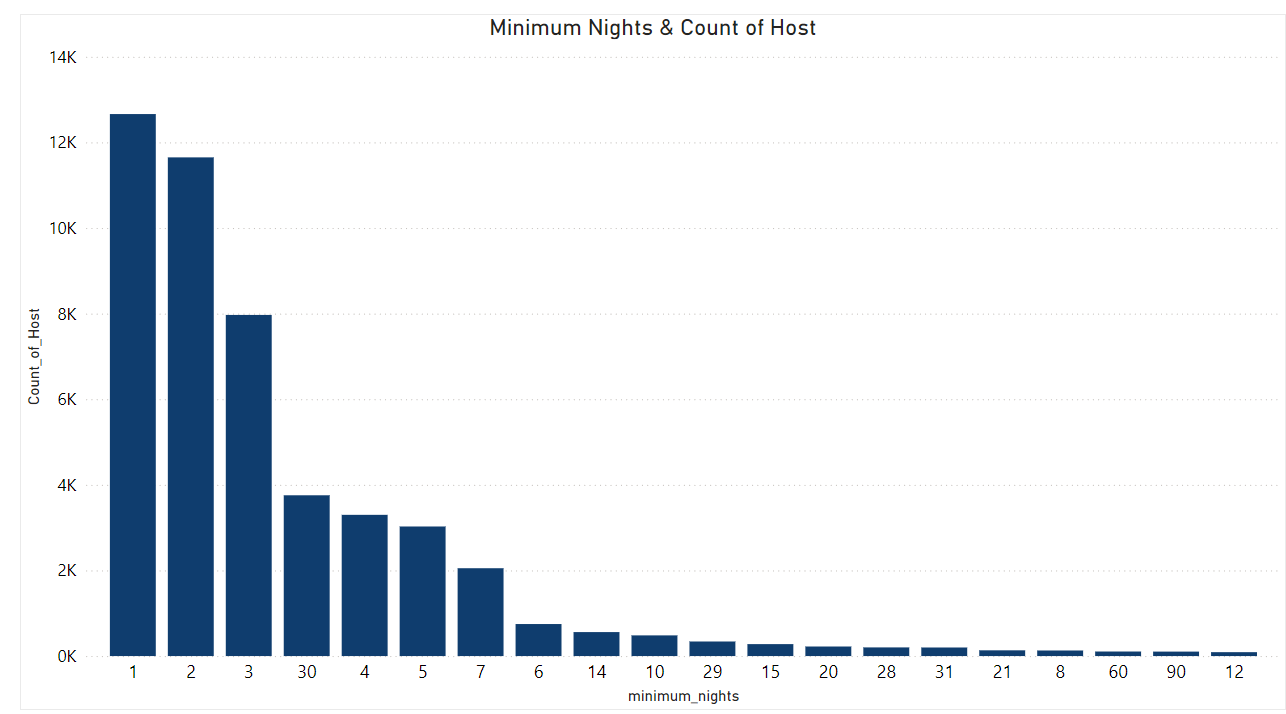 Minimum Nights & Count of Host
14K
12K
10K
8K
6K
4K
2K
0K
Count_of_Host
1 2 3 30 4 5 7 6 14 10 29 15 20 28 31 21 8 60 90 12
minimum_nights